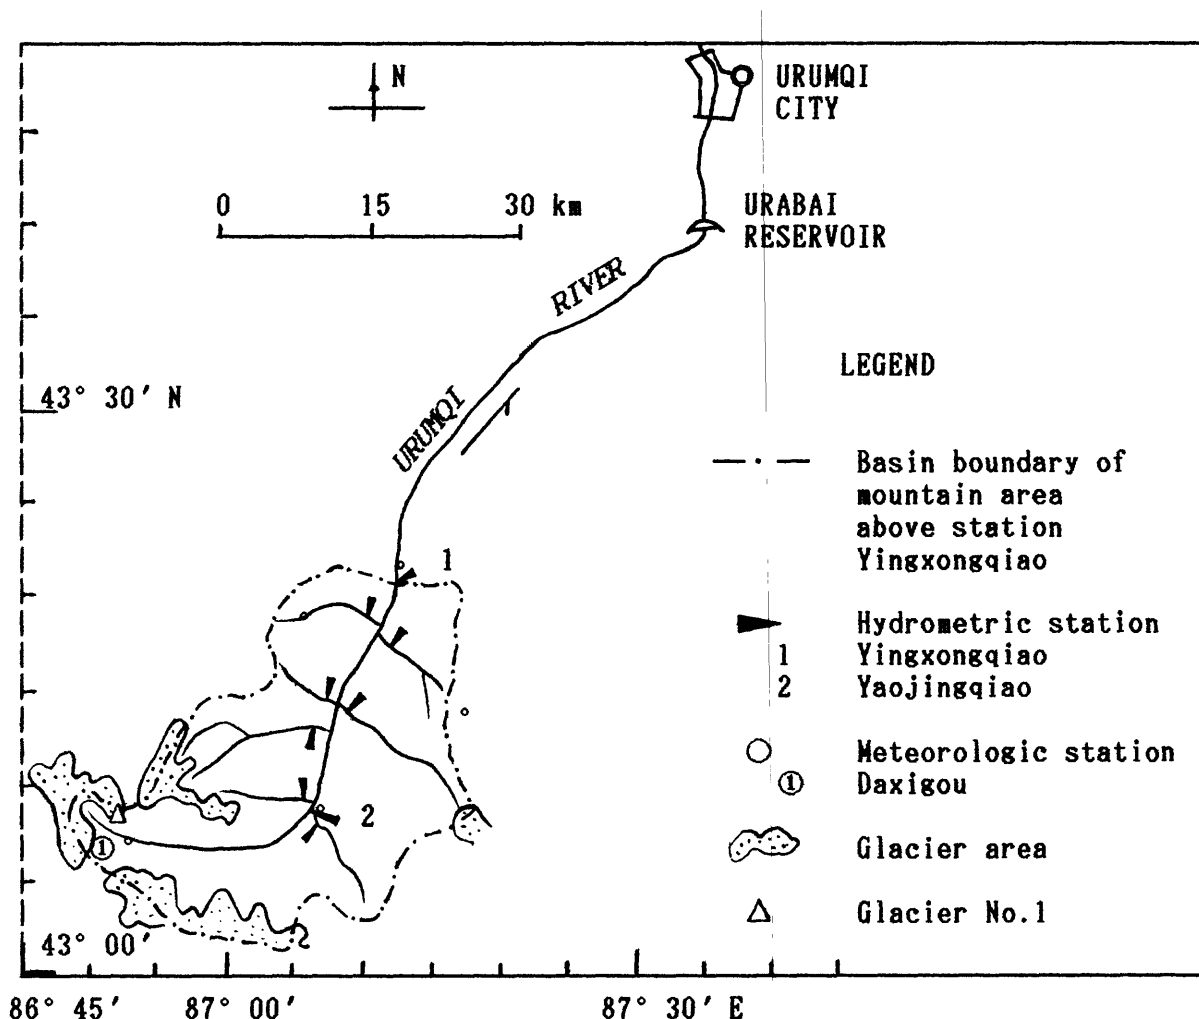 N
URUMQI
CITY
0 15 30 km
URABAI
RESERVOIR
RIVER
LEGEND
43° 30′ N
URUMQI
Basin boundary of
mountain area
above station
Yingxongqiao
1
Hydrometric station
1 Yingxongqiao
2 Yaojingqiao
Meteorologic station
① Daxigou
2
①
Glacier area
Glacier No.1
43° 00′
86° 45′ 87° 00′ 87° 30′ E